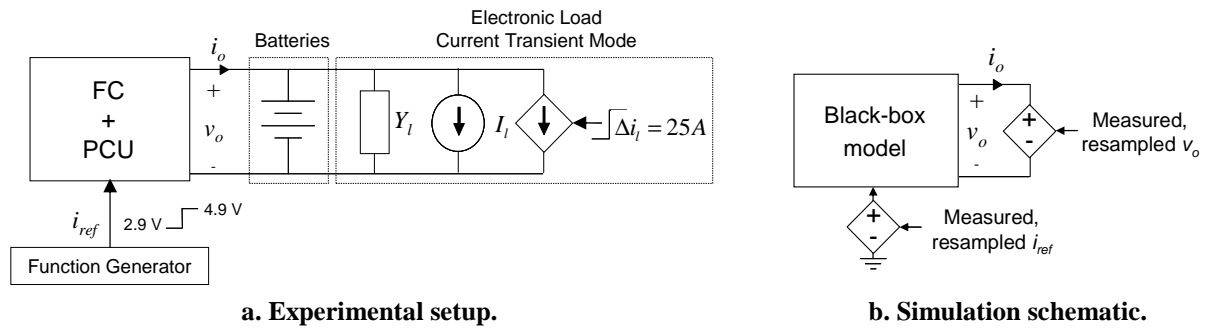 Electronic Load
Current Transient Mode
Batteries
i_o
FC
+
PCU
+
v_o
-
Y_l
I_l
Δi_l = 25A
i_ref
2.9 V
4.9 V
Function Generator
a. Experimental setup.
i_o
Black-box
model
+
v_o
-
+
-
Measured,
resampled v_o
+
-
Measured,
resampled i_ref
b. Simulation schematic.